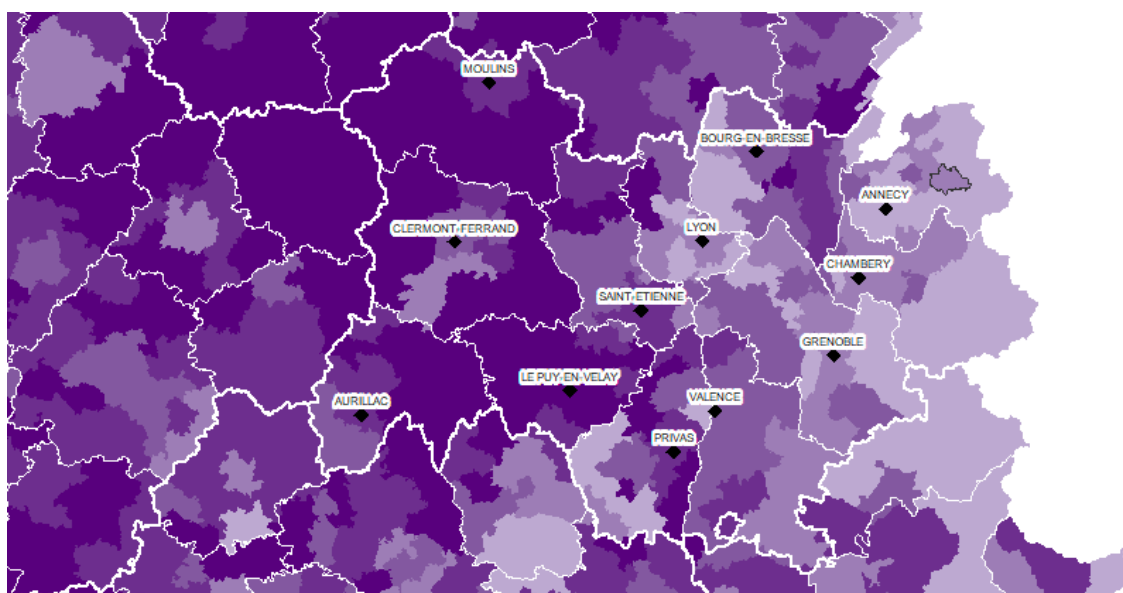 MOULINS
BOURG-EN-BRESSE
ANNECY
CLERMONT-FERRAND
LYON
CHAMBERY
SAINT-ETIENNE
GRENOBLE
LE PUY-EN-VELAY
AURILLAC
VALENCE
PRIVAS